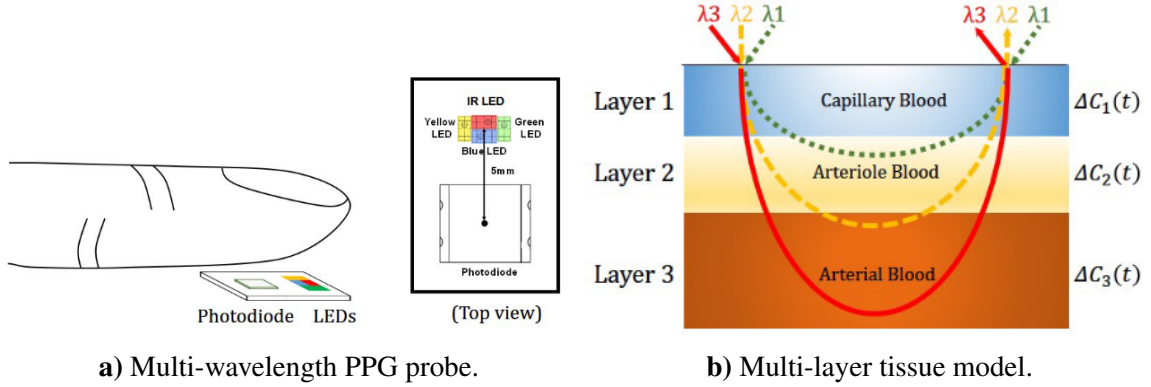 IR LED
Yellow LED
Green LED
Blue LED
5mm
Photodiode
(Top view)
Photodiode LEDs
a) Multi-wavelength PPG probe.
λ3 λ2 λ1
λ3 λ2 λ1
Layer 1 Capillary Blood ΔC₁(t)
Layer 2 Arteriole Blood ΔC₂(t)
Layer 3 Arterial Blood ΔC₃(t)
b) Multi-layer tissue model.